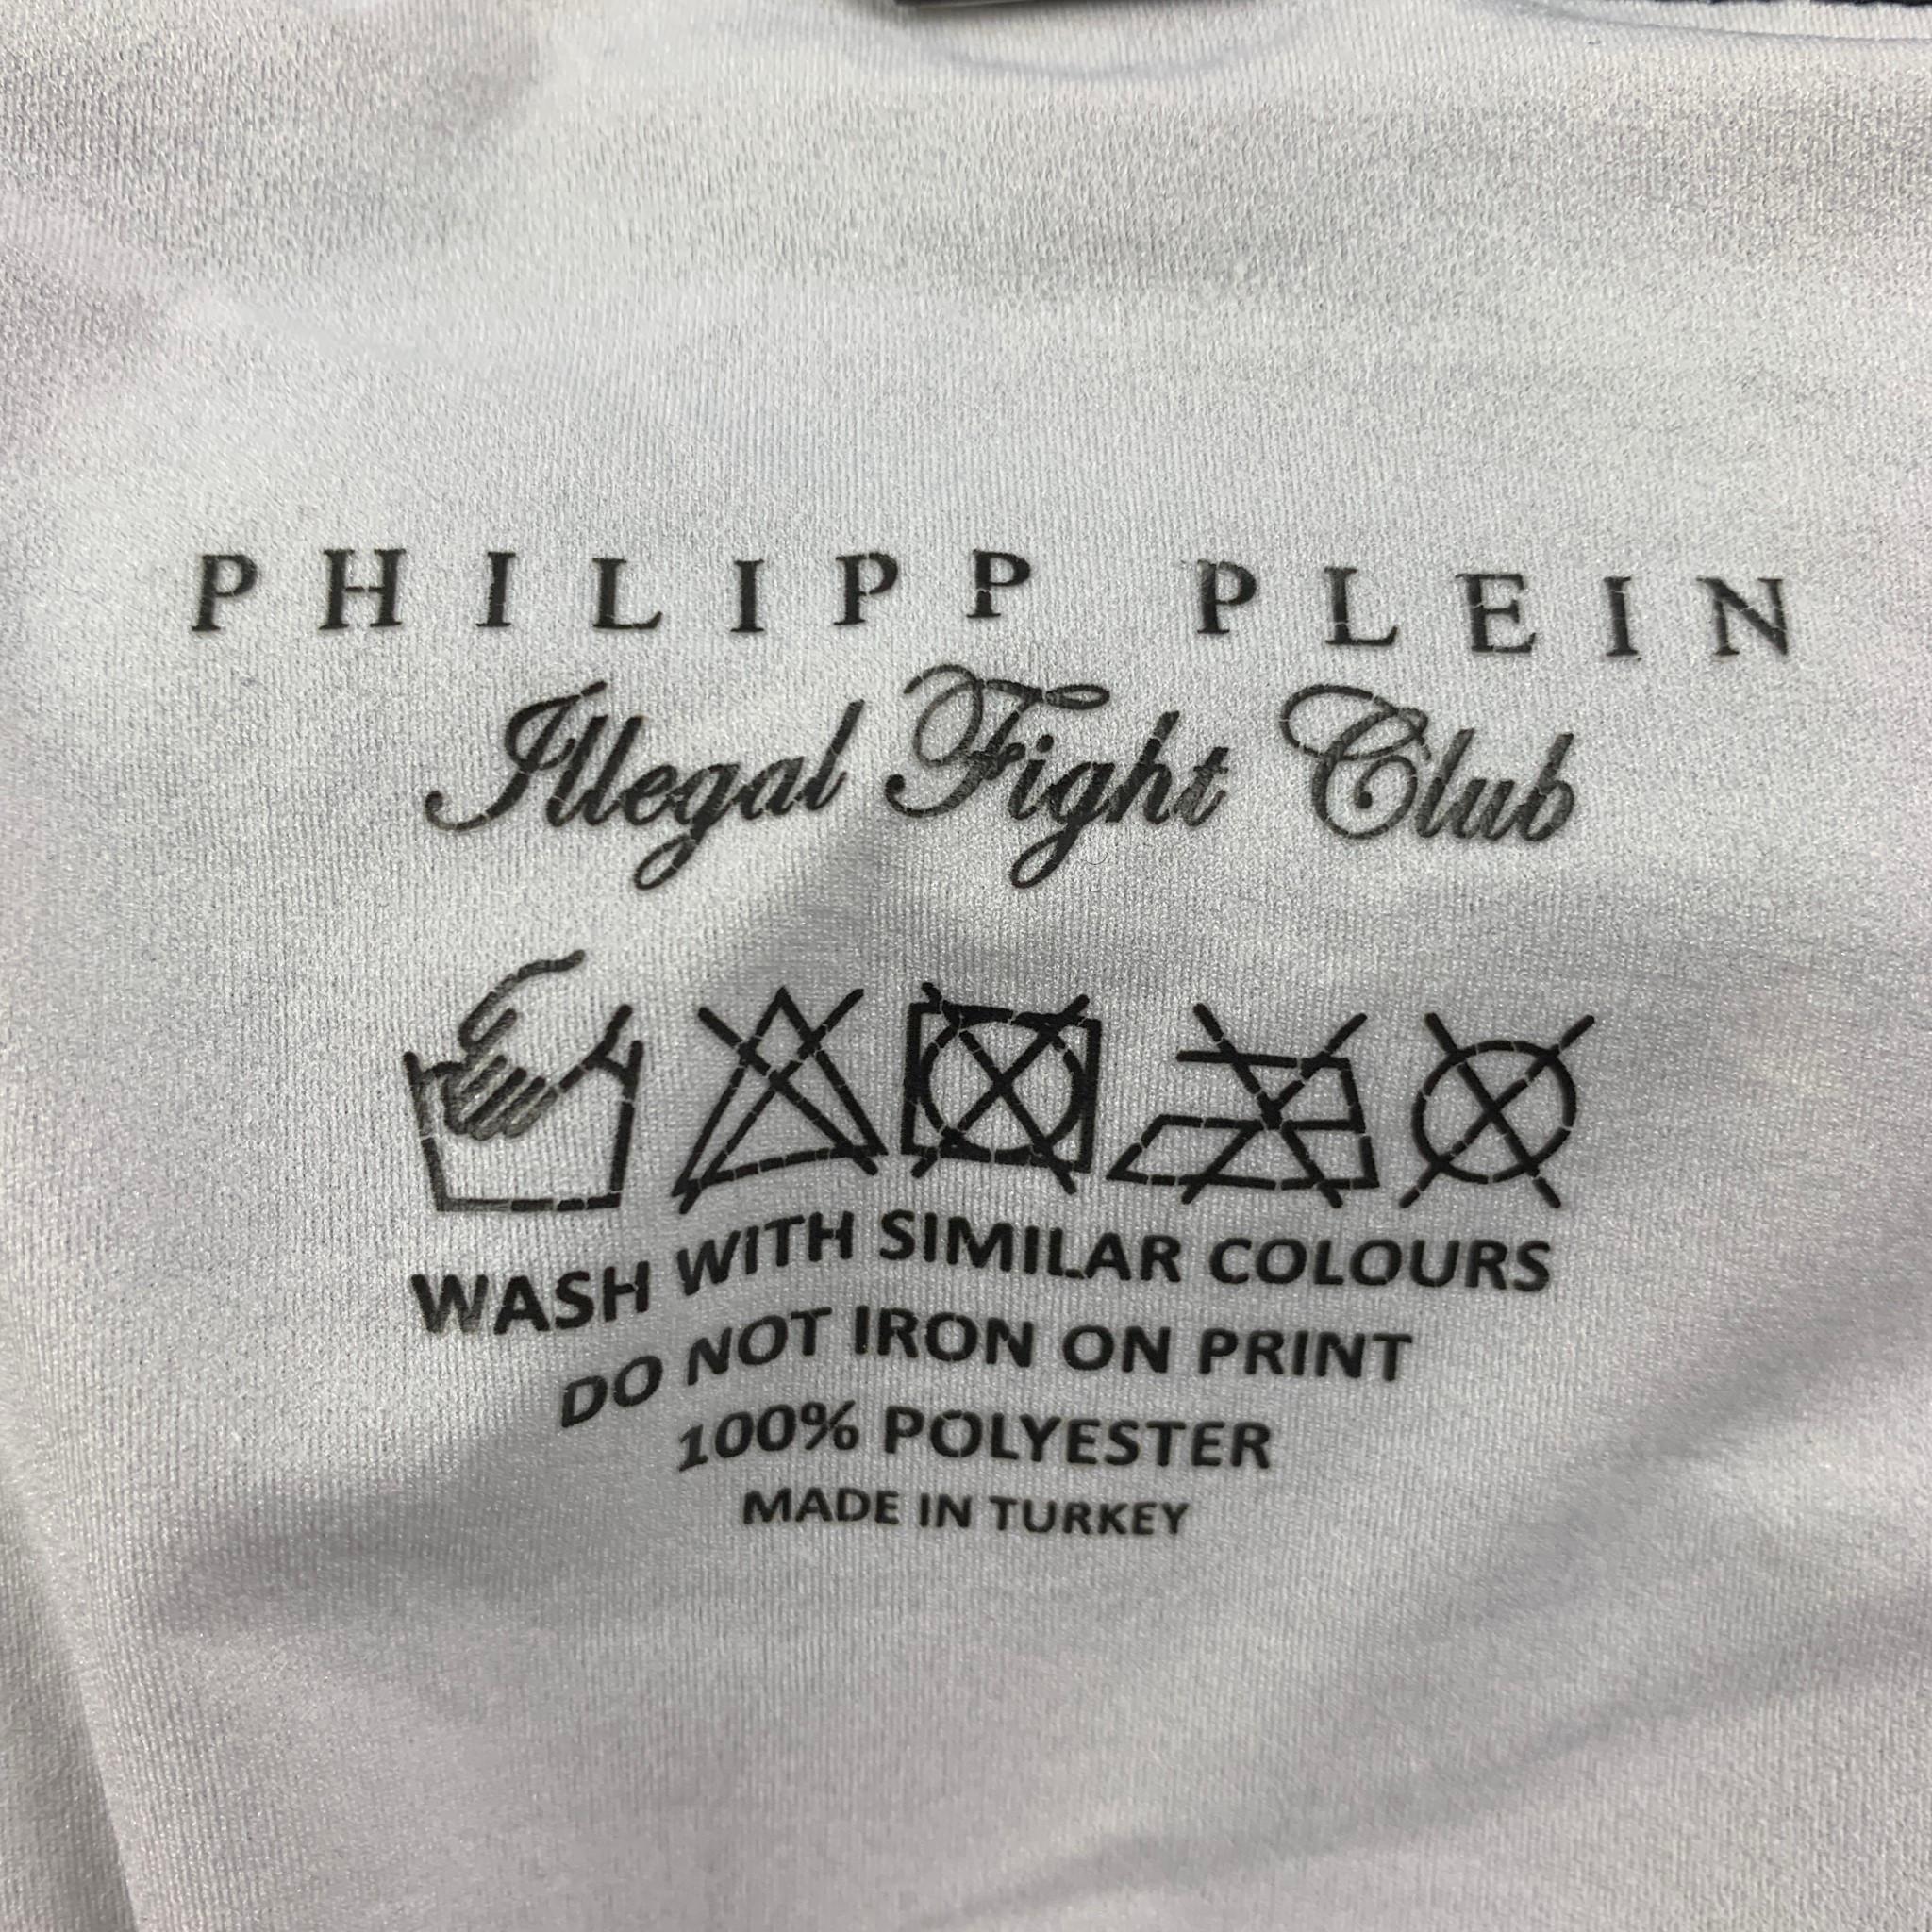 PHILIPP PLEIN
Illegal Fight Club
WASH WITH SIMILAR COLOURS
DO NOT IRON ON PRINT
100% POLYESTER
MADE IN TURKEY